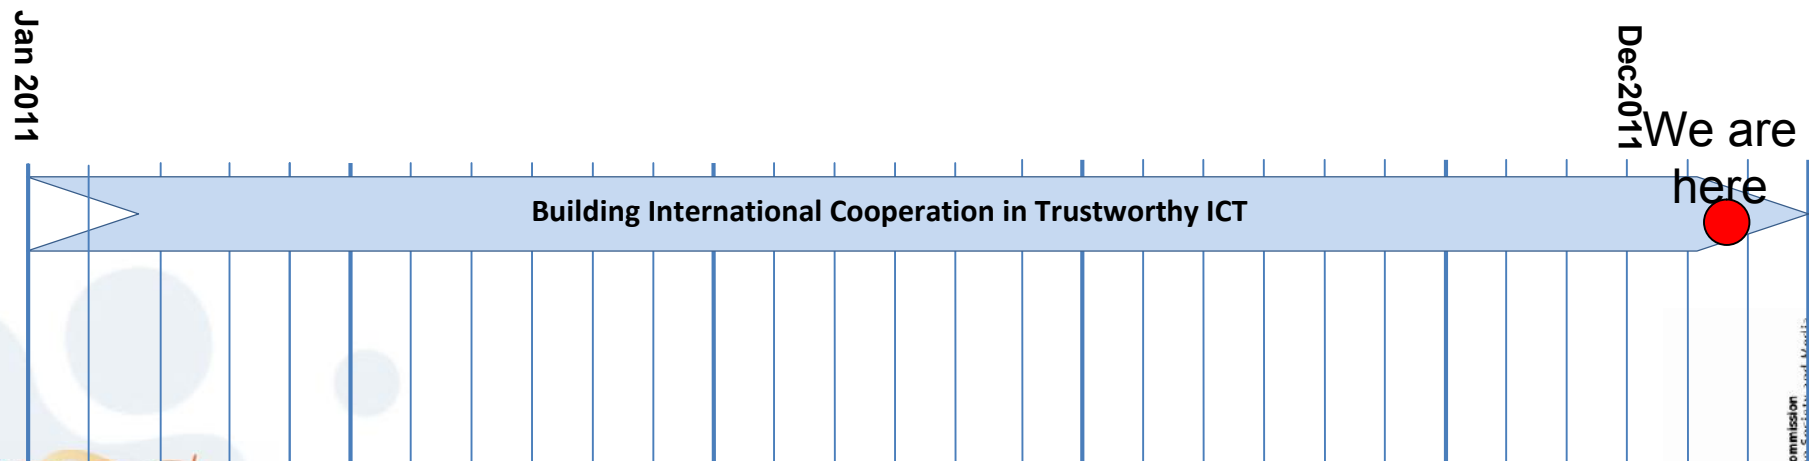 Jan 2011
Dec2011
We are
here
Building International Cooperation in Trustworthy ICT